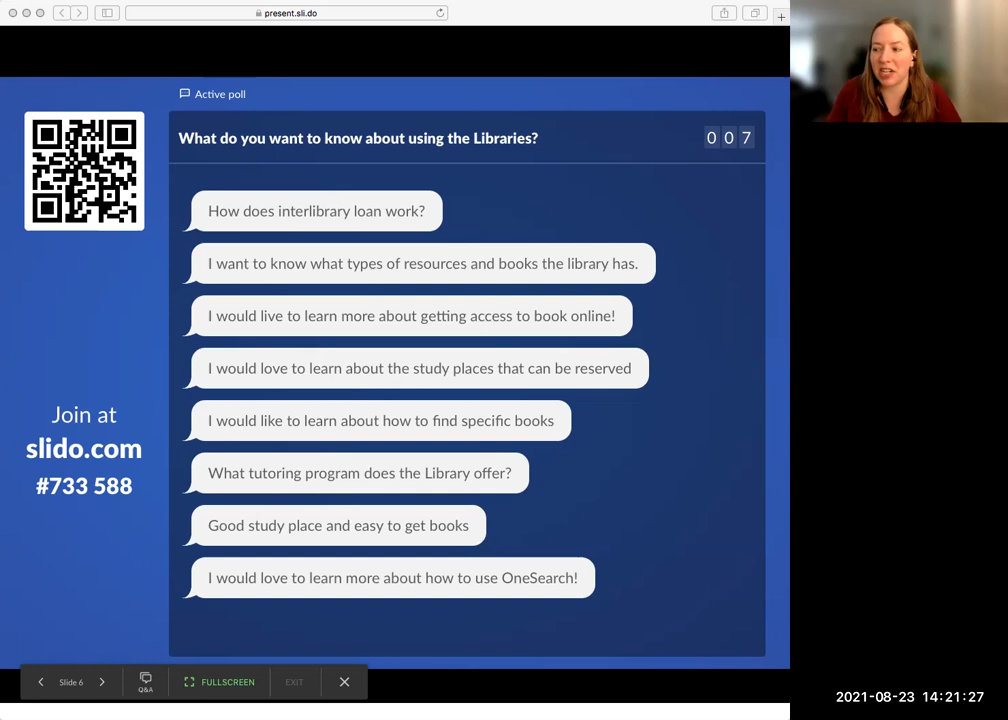 present.sli.do
Active poll
What do you want to know about using the Libraries?
0 0 7
How does interlibrary loan work?
I want to know what types of resources and books the library has.
I would live to learn more about getting access to book online!
I would love to learn about the study places that can be reserved
I would like to learn about how to find specific books
What tutoring program does the Library offer?
Good study place and easy to get books
I would love to learn more about how to use OneSearch!
Join at
slido.com
#733 588
Slide 6
Q&A
FULLSCREEN
EXIT
2021-08-23 14:21:27